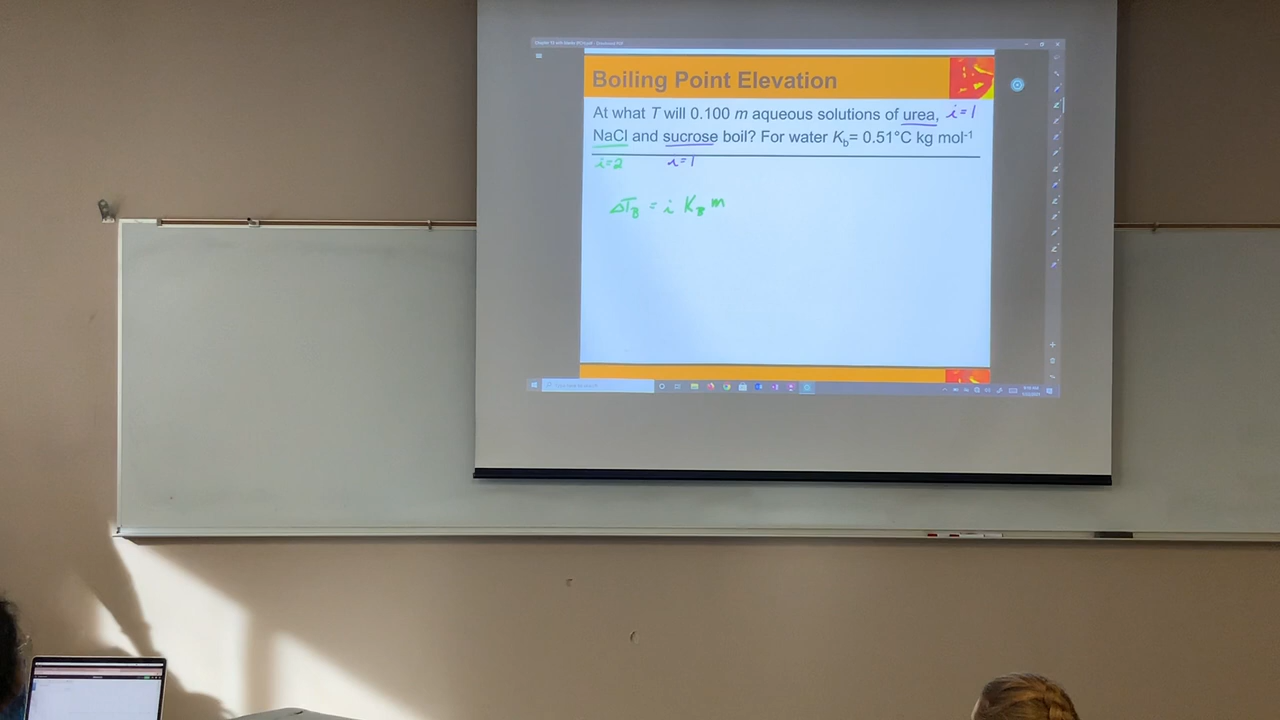 Boiling Point Elevation
At what T will 0.100 m aqueous solutions of urea, i=1
NaCl and sucrose boil? For water Kb= 0.51°C kg mol-1
i=2 i=1
ΔTB = i KB m